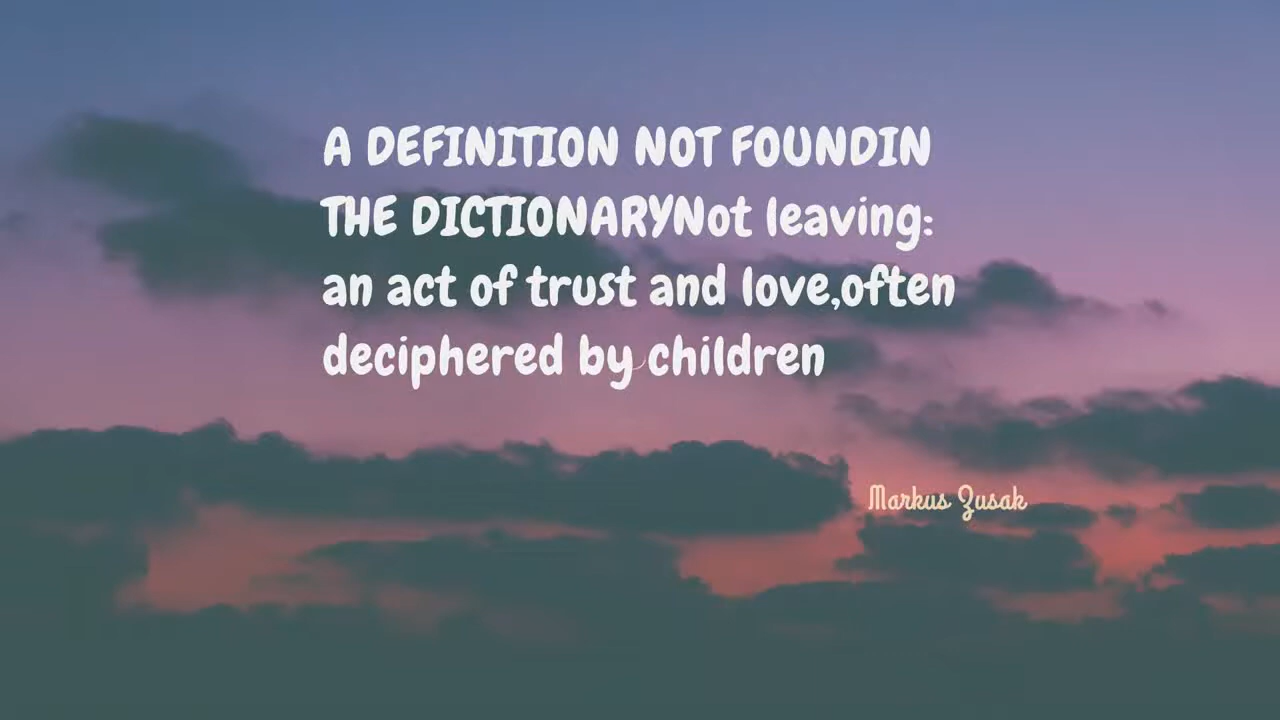 A DEFINITION NOT FOUNDIN
THE DICTIONARYNot leaving:
an act of trust and love,often
deciphered by children
Markus Zusak